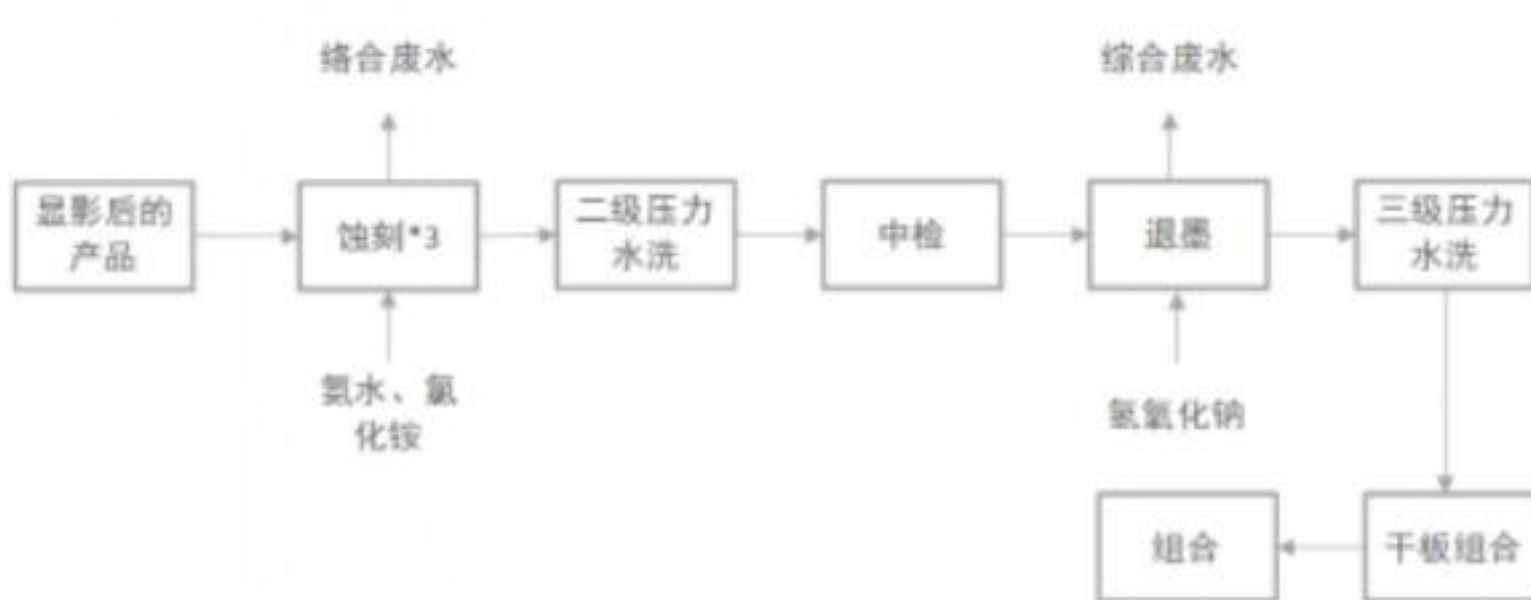 络合废水
综合废水
显影后的
产品
蚀刻*3
二级压力
水洗
中检
退墨
三级压力
水洗
氨水、氯
化铵
氢氧化钠
组合
干板组合